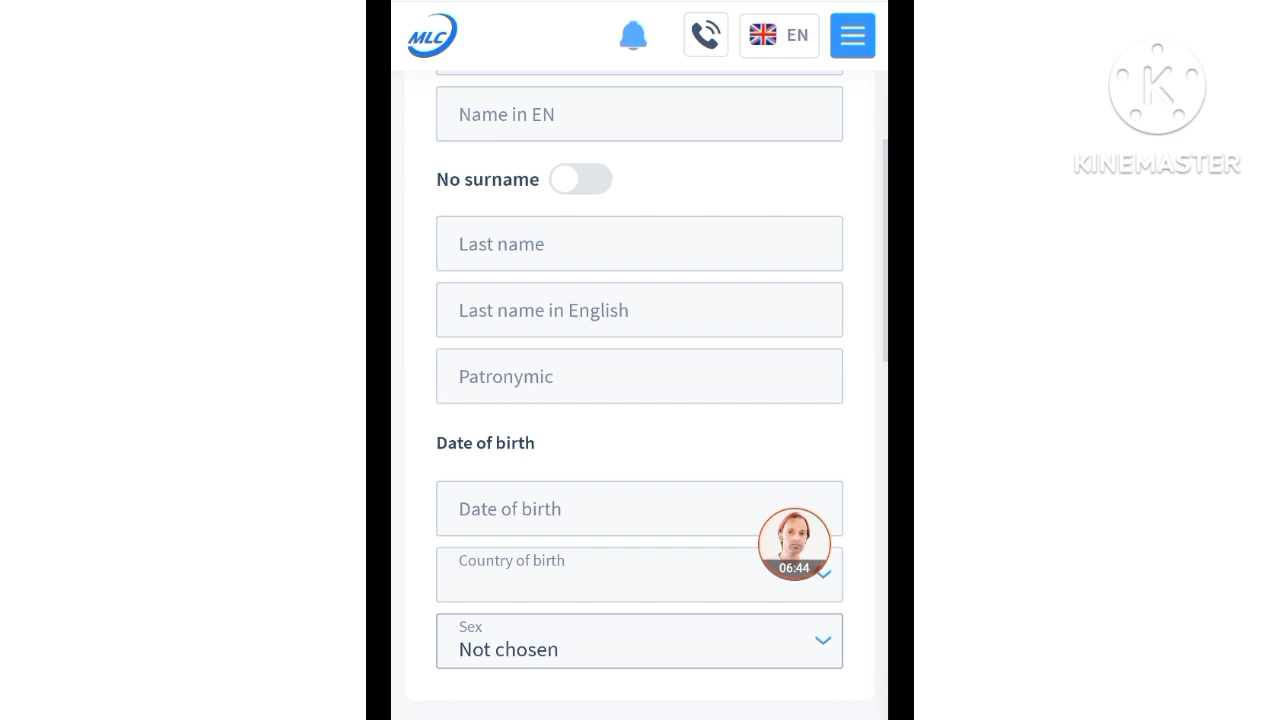 MLC
EN
Name in EN
No surname
Last name
Last name in English
Patronymic
Date of birth
Date of birth
Country of birth
06:44
Sex
Not chosen
K
KINEMASTER